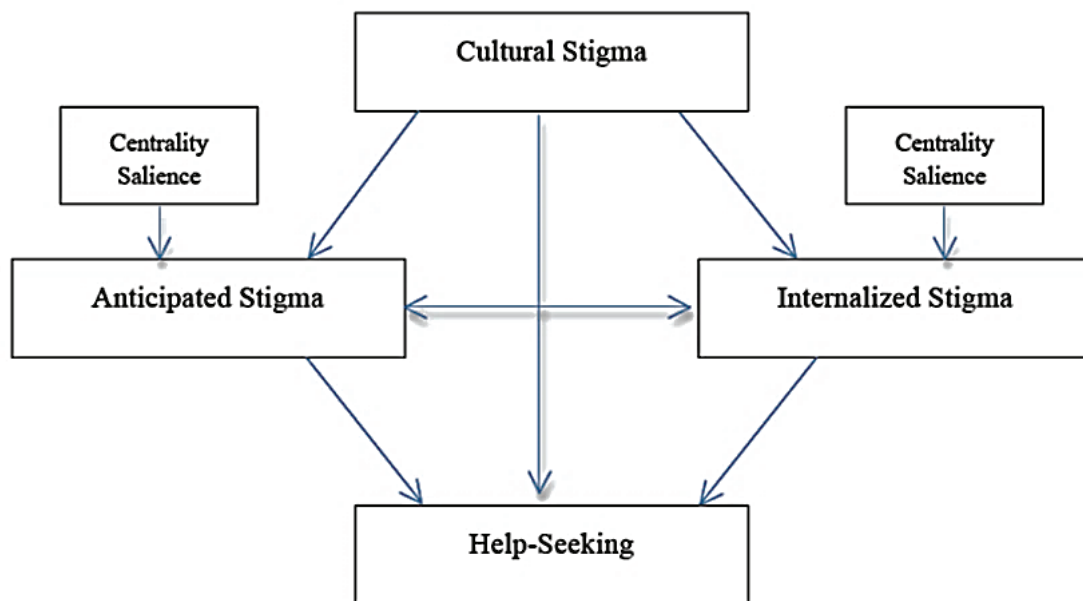 Cultural Stigma
Centrality
Salience
Centrality
Salience
Anticipated Stigma
Internalized Stigma
Help-Seeking